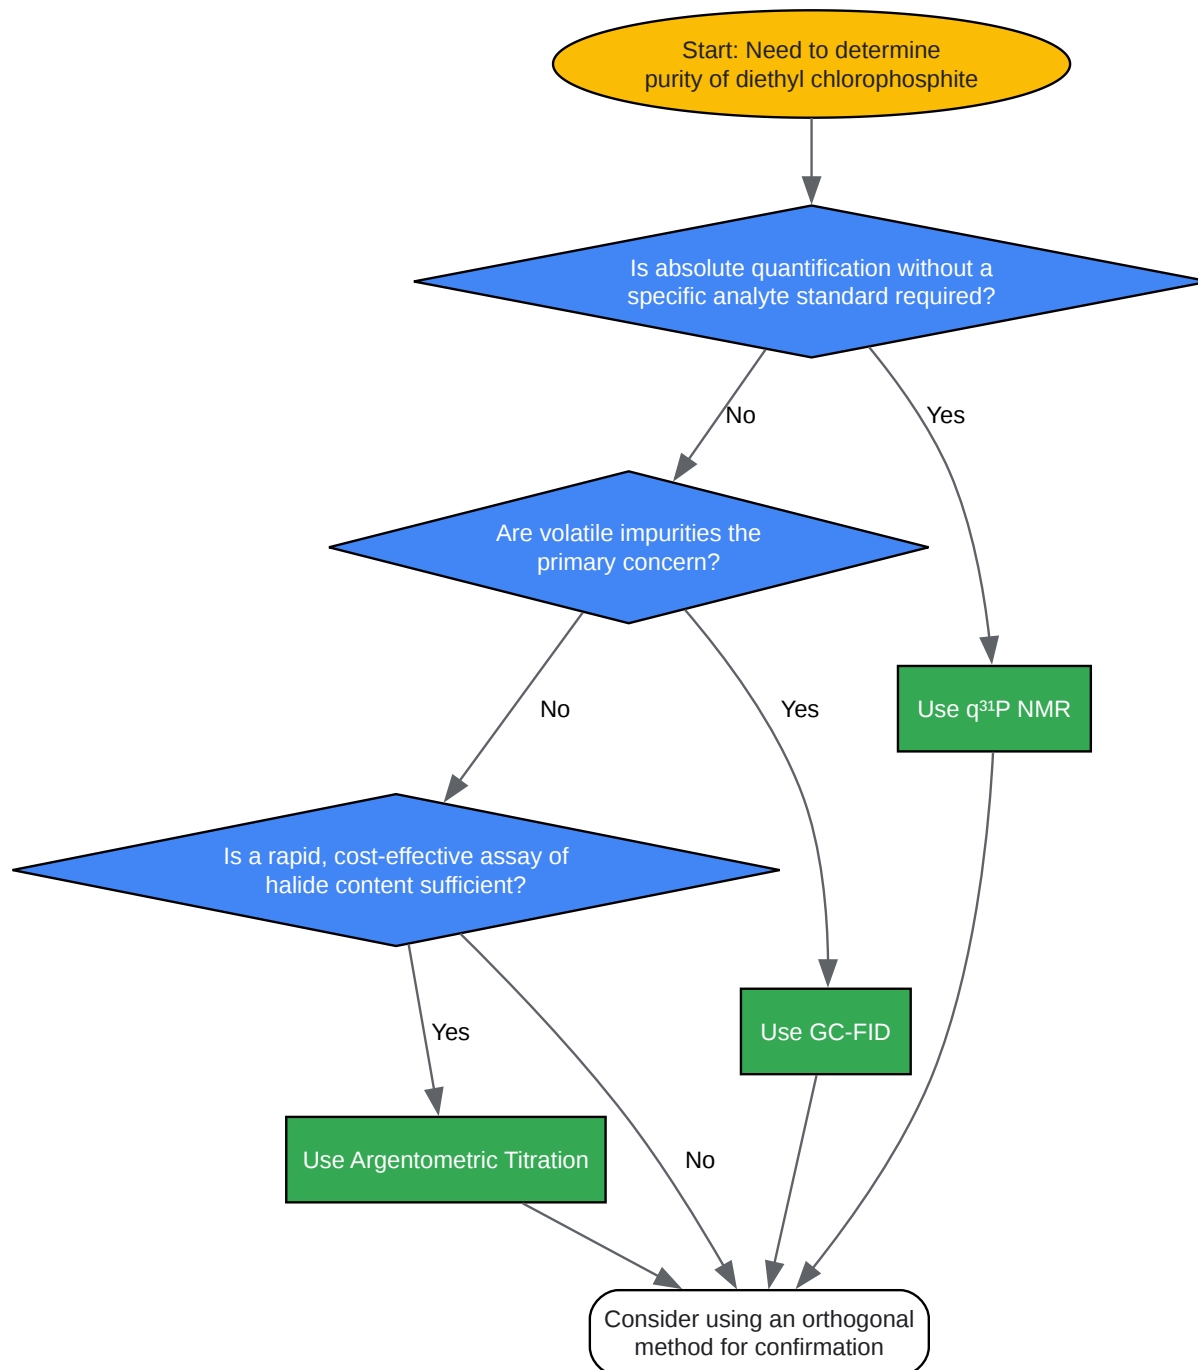 Start: Need to determine
purity of diethyl chlorophosphite
Is absolute quantification without a
specific analyte standard required?
No
Yes
Are volatile impurities the
primary concern?
No
Yes
Use q³¹P NMR
Is a rapid, cost-effective assay of
halide content sufficient?
Yes
No
Use GC-FID
Use Argentometric Titration
Consider using an orthogonal
method for confirmation